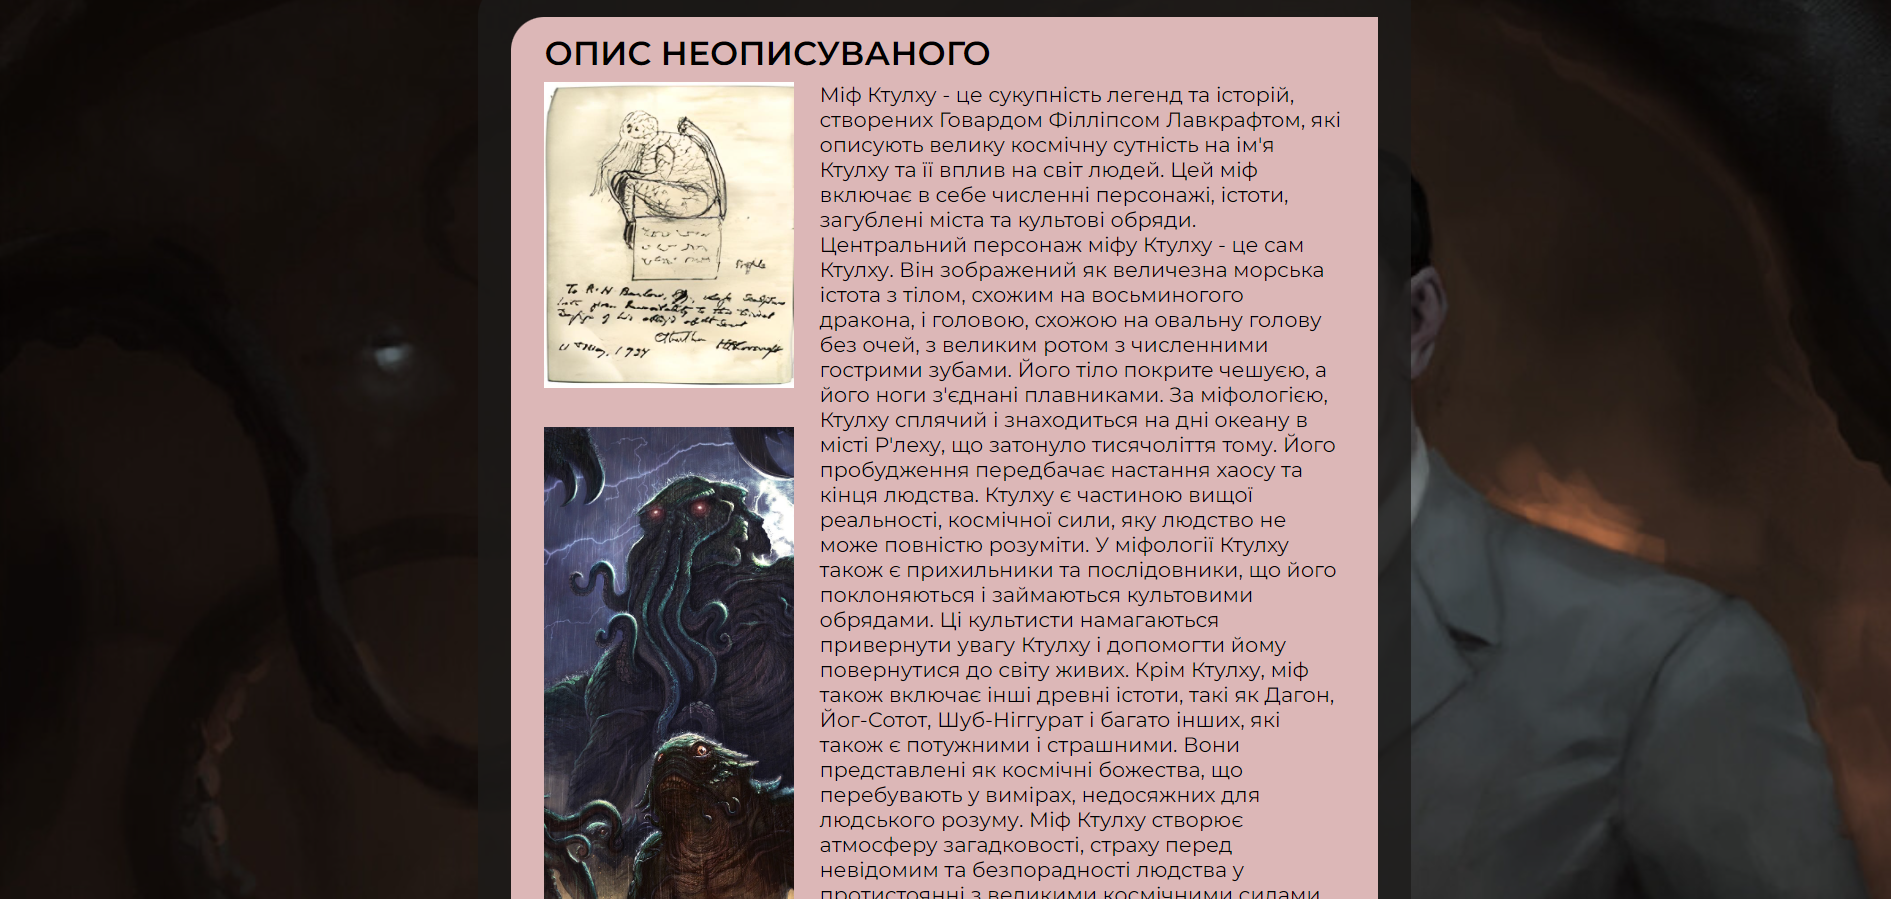 ОПИС НЕОПИСУВАНОГО
To R.H. Barlow,
11 May, 1934
Міф Ктулху - це сукупність легенд та історій,
створених Говардом Філліпсом Лавкрафтом, які
описують велику космічну сутність на ім'я
Ктулху та її вплив на світ людей. Цей міф
включає в себе численні персонажі, істоти,
загублені міста та культові обряди.
Центральний персонаж міфу Ктулху - це сам
Ктулху. Він зображений як величезна морська
істота з тілом, схожим на восьминогого
дракона, і головою, схожою на овальну голову
без очей, з великим ротом з численними
гострими зубами. Його тіло покрите чешуєю, а
його ноги з'єднані плавниками. За міфологією,
Ктулху сплячий і знаходиться на дні океану в
місті Р'леху, що затонуло тисячоліття тому. Його
пробудження передбачає настання хаосу та
кінця людства. Ктулху є частиною вищої
реальності, космічної сили, яку людство не
може повністю розуміти. У міфології Ктулху
також є прихильники та послідовники, що його
поклоняються і займаються культовими
обрядами. Ці культисти намагаються
привернути увагу Ктулху і допомогти йому
повернутися до світу живих. Крім Ктулху, міф
також включає інші древні істоти, такі як Дагон,
Йог-Сотот, Шуб-Ніггурат і багато інших, які
також є потужними і страшними. Вони
представлені як космічні божества, що
перебувають у вимірах, недосяжних для
людського розуму. Міф Ктулху створює
атмосферу загадковості, страху перед
невідомим та безпорадності людства у
протистоянні з великими космічними силами